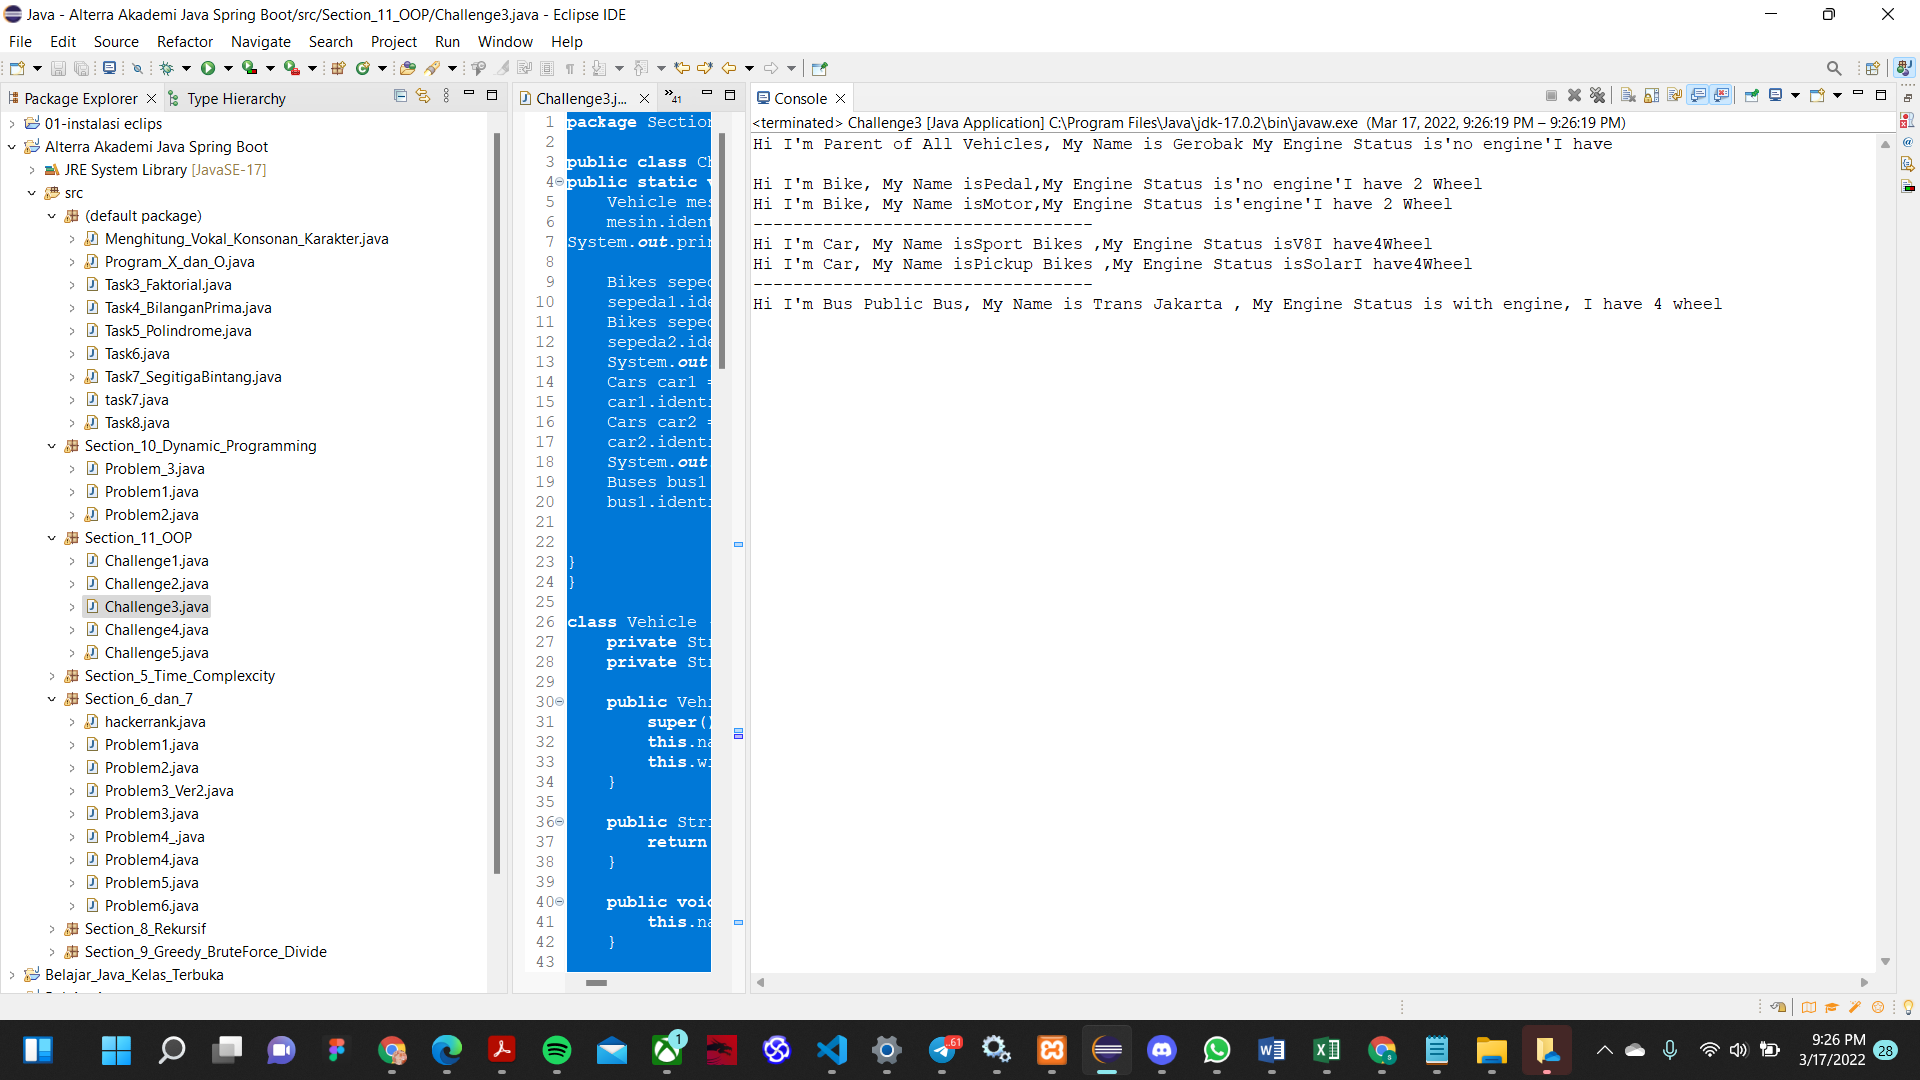 Java - Alterra Akademi Java Spring Boot/src/Section_11_OOP/Challenge3.java - Eclipse IDE
File Edit Source Refactor Navigate Search Project Run Window Help
Package Explorer Type Hierarchy
01-instalasi eclips
Alterra Akademi Java Spring Boot
JRE System Library [JavaSE-17]
src
(default package)
Menghitung_Vokal_Konsonan_Karakter.java
Program_X_dan_O.java
Task3_Faktorial.java
Task4_BilanganPrima.java
Task5_Polindrome.java
Task6.java
Task7_SegitigaBintang.java
task7.java
Task8.java
Section_10_Dynamic_Programming
Problem_3.java
Problem1.java
Problem2.java
Section_11_OOP
Challenge1.java
Challenge2.java
Challenge3.java
Challenge4.java
Challenge5.java
Section_5_Time_Complexcity
Section_6_dan_7
hackerrank.java
Problem1.java
Problem2.java
Problem3_Ver2.java
Problem3.java
Problem4_.java
Problem4.java
Problem5.java
Problem6.java
Section_8_Rekursif
Section_9_Greedy_BruteForce_Divide
Belajar_Java_Kelas_Terbuka
Challenge3.j... 41
1 package Section
2
3 public class Ch
4 public static v
5 Vehicle mes
6 mesin.ident
7 System.out.prin
8
9 Bikes seped
10 sepeda1.ide
11 Bikes seped
12 sepeda2.ide
13 System.out.
14 Cars car1 =
15 car1.identi
16 Cars car2 =
17 car2.identi
18 System.out.
19 Buses bus1
20 bus1.identi
21
22
23 }
24 }
25
26 class Vehicle
27 private Str
28 private Str
29
30 public Vehi
31 super()
32 this.na
33 this.wi
34 }
35
36 public Stri
37 return
38 }
39
40 public void
41 this.na
42 }
43
Console
<terminated> Challenge3 [Java Application] C:\Program Files\Java\jdk-17.0.2\bin\javaw.exe (Mar 17, 2022, 9:26:19 PM – 9:26:19 PM)
Hi I'm Parent of All Vehicles, My Name is Gerobak My Engine Status is'no engine'I have
Hi I'm Bike, My Name isPedal,My Engine Status is'no engine'I have 2 Wheel
Hi I'm Bike, My Name isMotor,My Engine Status is'engine'I have 2 Wheel
----------------------------------
Hi I'm Car, My Name isSport Bikes ,My Engine Status isV8I have4Wheel
Hi I'm Car, My Name isPickup Bikes ,My Engine Status isSolarI have4Wheel
----------------------------------
Hi I'm Bus Public Bus, My Name is Trans Jakarta , My Engine Status is with engine, I have 4 wheel
1
61
9:26 PM
3/17/2022
28